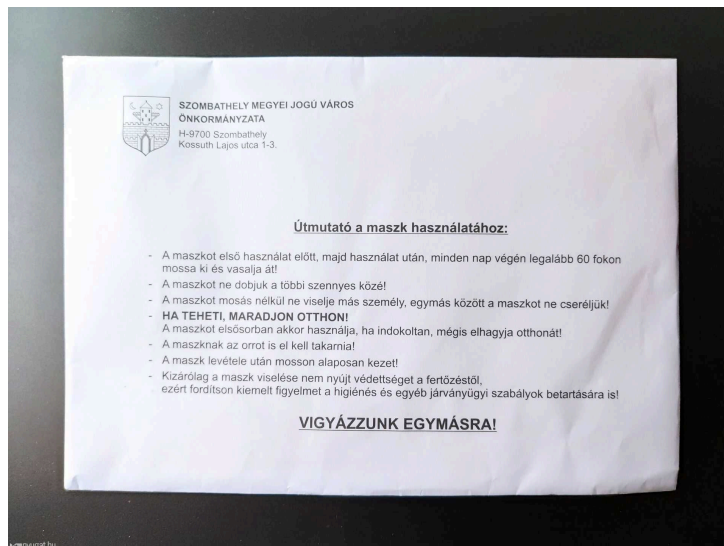 SZOMBATHELY MEGYEI JOGÚ VÁROS
ÖNKORMÁNYZATA
H-9700 Szombathely
Kossuth Lajos utca 1-3.
Útmutató a maszk használatához:
- A maszkot első használat előtt, majd használat után, minden nap végén legalább 60 fokon
mossa ki és vasalja át!
- A maszkot ne dobjuk a többi szennyes közé!
- A maszkot mosás nélkül ne viselje más személy, egymás között a maszkot ne cseréljük!
- HA TEHETI, MARADJON OTTHON!
A maszkot elsősorban akkor használja, ha indokoltan, mégis elhagyja otthonát!
- A maszknak az orrot is el kell takarnia!
- A maszk levétele után mosson alaposan kezet!
- Kizárólag a maszk viselése nem nyújt védettséget a fertőzéstől,
ezért fordítson kiemelt figyelmet a higiénés és egyéb járványügyi szabályok betartására is!
VIGYÁZZUNK EGYMÁSRA!